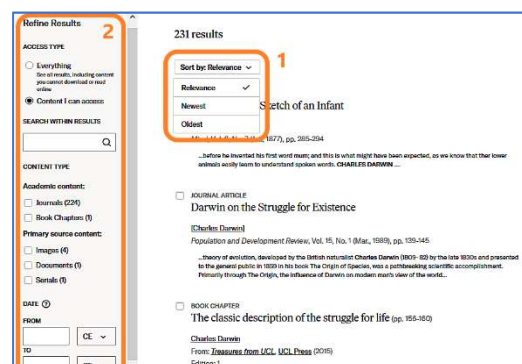 Refine Results
2
ACCESS TYPE
Everything
See all results, including content
you cannot download or read
online
Content I can access
SEARCH WITHIN RESULTS
CONTENT TYPE
Academic content:
Journals (224)
Book Chapters (1)
Primary source content:
Images (4)
Documents (1)
Serials (1)
DATE
FROM
CE
TO
231 results
1
Sort by: Relevance
Relevance
Newest
Oldest
Sketch of an Infant
1877), pp. 285-294
...before he invented his first word mum; and this is what might have been expected, as we know that the lower
animals easily learn to understand spoken words. CHARLES DARWIN ....
JOURNAL ARTICLE
Darwin on the Struggle for Existence
[Charles Darwin]
Population and Development Review, Vol. 15, No. 1 (Mar., 1989), pp. 139-145
...theory of evolution, developed by the British naturalist Charles Darwin (1809- 82) by the late 1830s and presented
to the general public in 1859 in his book The Origin of Species, was a pathbreaking scientific accomplishment.
Primarily through The Origin, the influence of Darwin on modern man's view of the world...
BOOK CHAPTER
The classic description of the struggle for life (pp. 156-160)
Charles Darwin
From: Treasures from UCL, UCL Press (2015)
Edition: 1